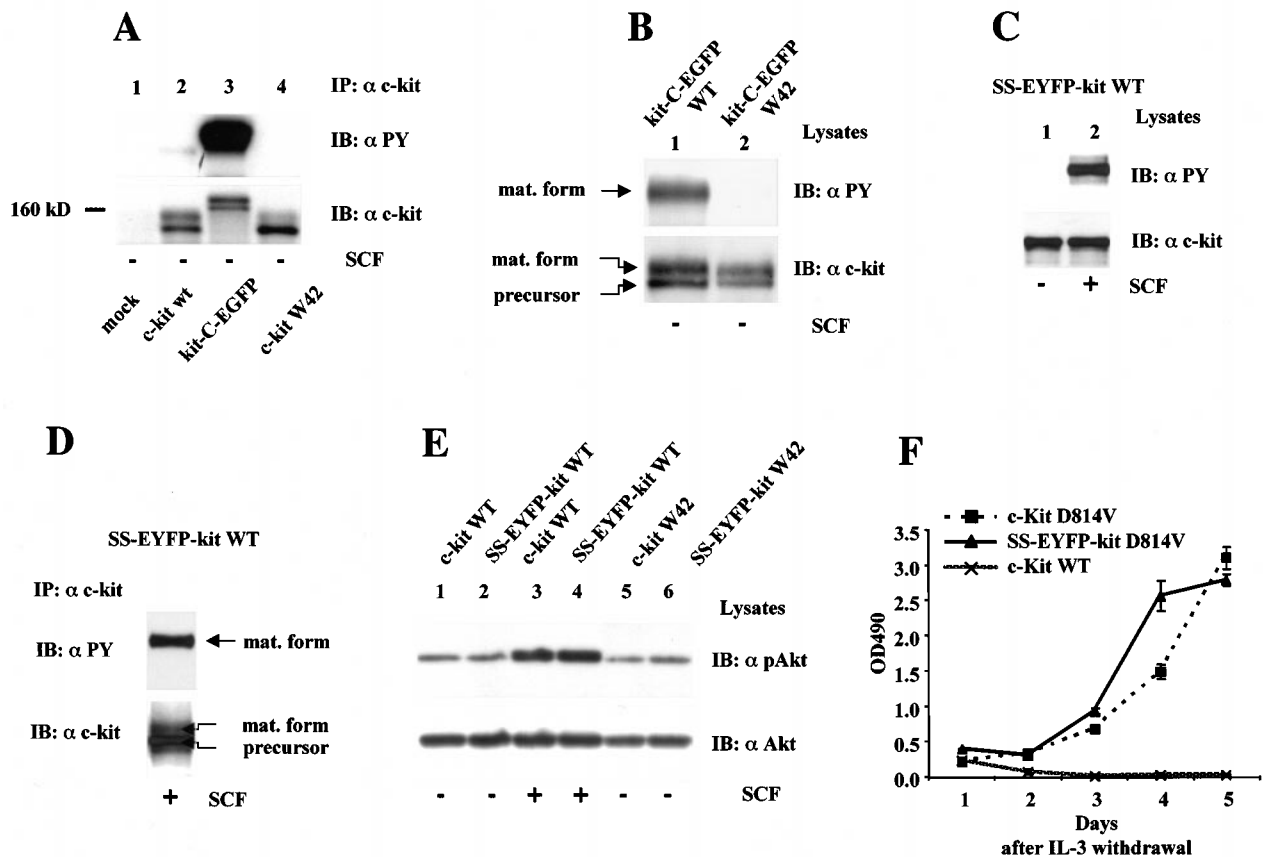 A
1 2 3 4 IP: α c-kit
IB: α PY
160 kD
IB: α c-kit
- - - - SCF
mock
c-kit wt
kit-C-EGFP
c-kit W42
B
kit-C-EGFP
WT
kit-C-EGFP
W42
Lysates
1 2
mat. form
IB: α PY
mat. form
IB: α c-kit
precursor
- - SCF
C
SS-EYFP-kit WT
Lysates
1 2
IB: α PY
IB: α c-kit
- + SCF
D
SS-EYFP-kit WT
IP: α c-kit
IB: α PY
mat. form
IB: α c-kit
mat. form
precursor
+ SCF
E
c-kit WT
SS-EYFP-kit WT
c-kit WT
SS-EYFP-kit WT
c-kit W42
SS-EYFP-kit W42
1 2 3 4 5 6
Lysates
IB: α pAkt
IB: α Akt
- - + + - - SCF
F
c-Kit D814V
SS-EYFP-kit D814V
c-Kit WT
3.5
3.0
2.5
2.0
1.5
1.0
0.5
0.0
OD490
1 2 3 4 5
Days
after IL-3 withdrawal